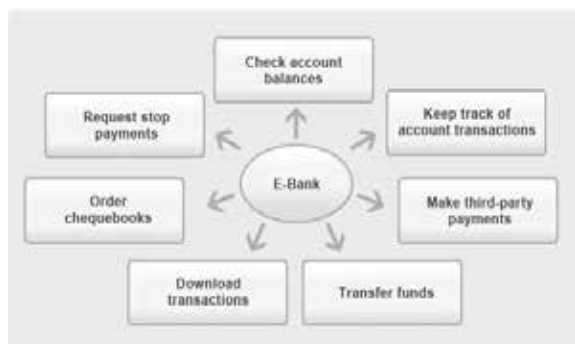 Check account
balances
Keep track of
account transactions
Make third-party
payments
Transfer funds
Download
transactions
Order
chequebooks
Request stop
payments
E-Bank